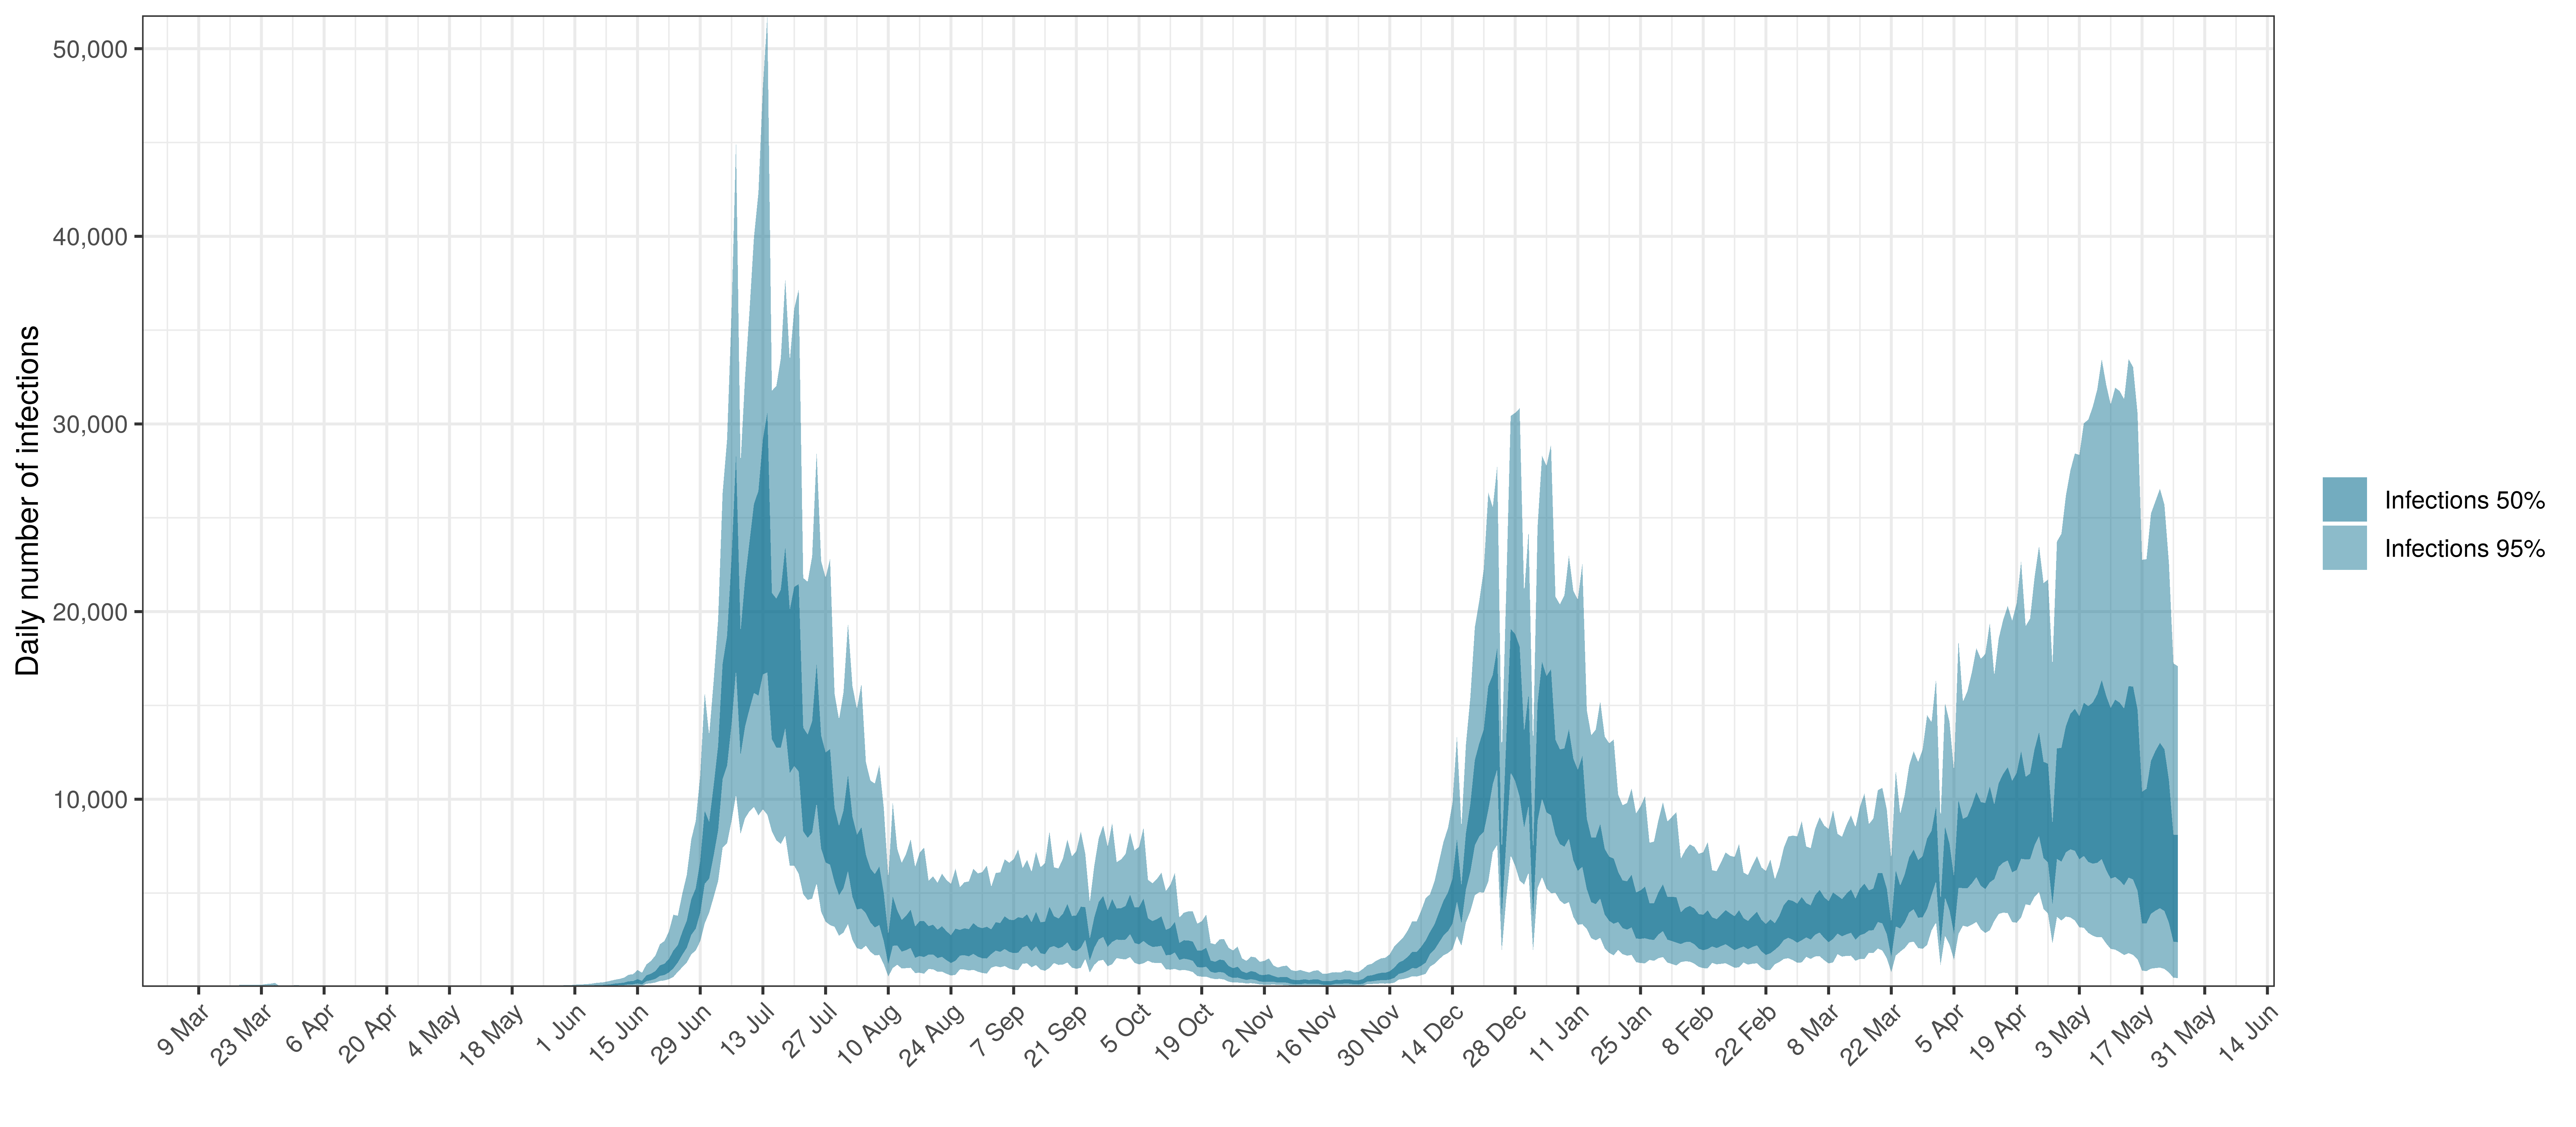 Daily number of infections
50,000
40,000
30,000
20,000
10,000
9 Mar
23 Mar
6 Apr
20 Apr
4 May
18 May
1 Jun
15 Jun
29 Jun
13 Jul
27 Jul
10 Aug
24 Aug
7 Sep
21 Sep
5 Oct
19 Oct
2 Nov
16 Nov
30 Nov
14 Dec
28 Dec
11 Jan
25 Jan
8 Feb
22 Feb
8 Mar
22 Mar
5 Apr
19 Apr
3 May
17 May
31 May
14 Jun
Infections 50%
Infections 95%